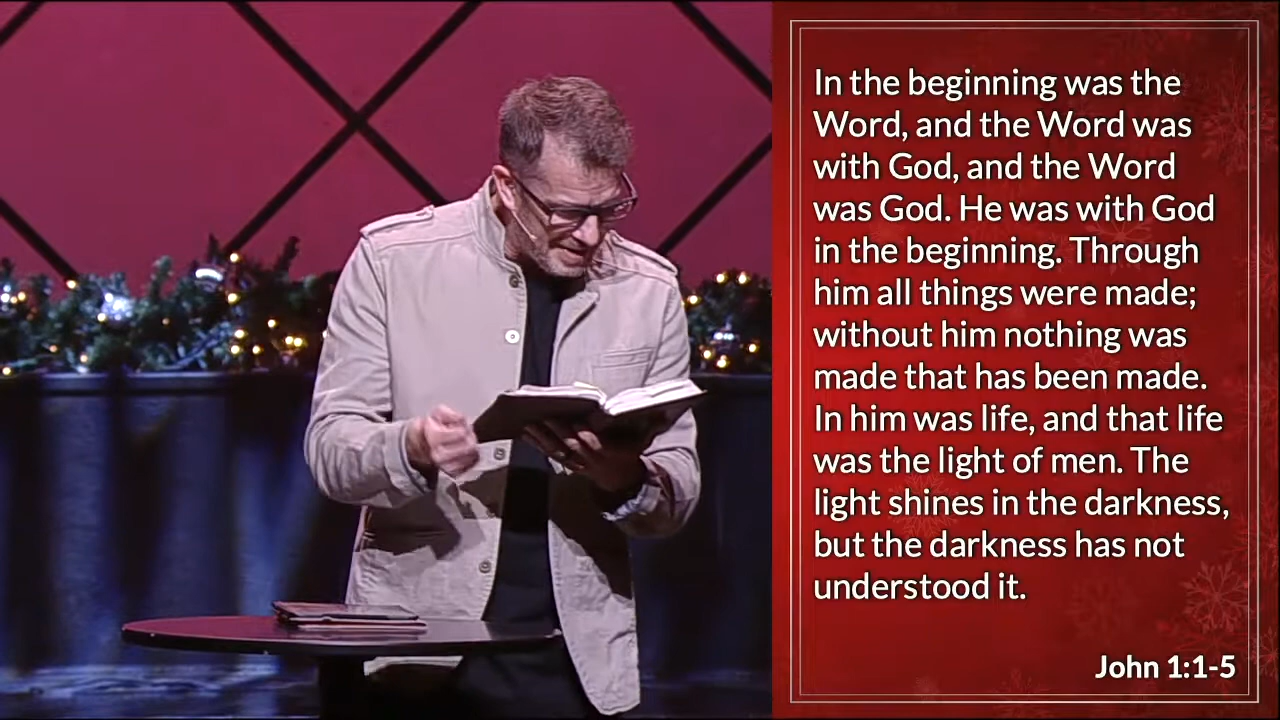 In the beginning was the
Word, and the Word was
with God, and the Word
was God. He was with God
in the beginning. Through
him all things were made;
without him nothing was
made that has been made.
In him was life, and that life
was the light of men. The
light shines in the darkness,
but the darkness has not
understood it.
John 1:1-5